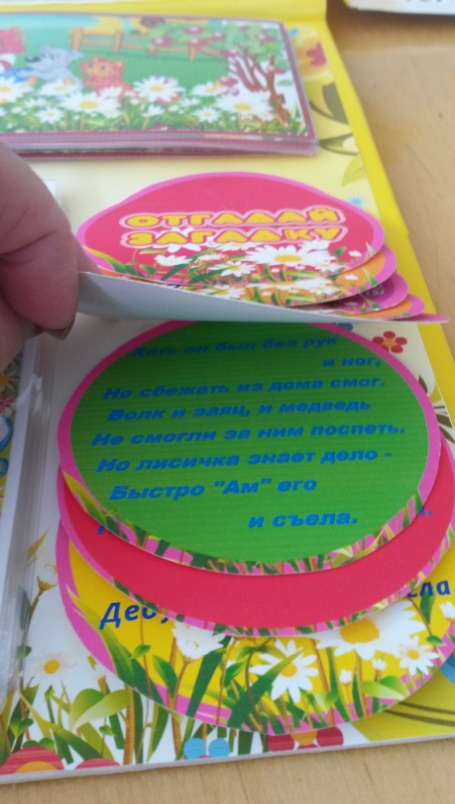 ОТГАДАЙ
ЗАГАДКУ
Хоть он был без рук
и ног,
Но сбежать из дома смог.
Волк и заяц, и медведь
Не смогли за ним поспеть.
Но лисичка знает дело -
Быстро "Ам" его
и съела.